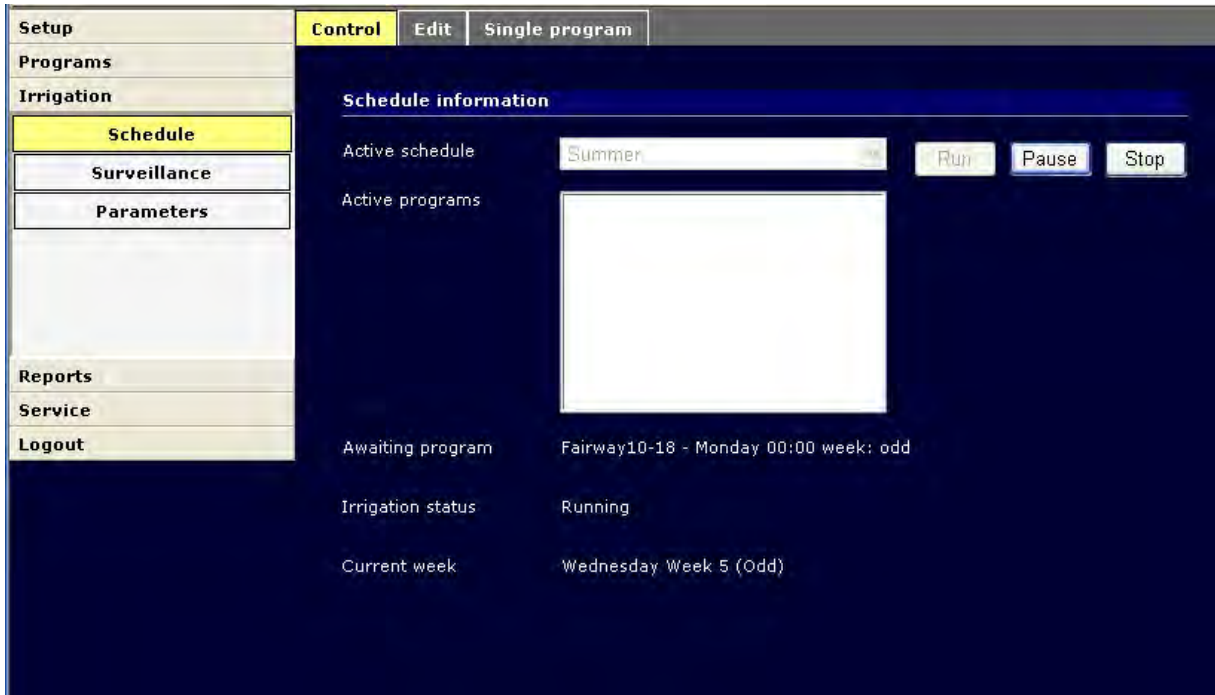 Setup
Programs
Irrigation
Schedule
Surveillance
Parameters
Reports
Service
Logout
Control Edit Single program
Schedule information
Active schedule Summer Run Pause Stop
Active programs
Awaiting program Fairway10-18 - Monday 00:00 week: odd
Irrigation status Running
Current week Wednesday Week 5 (Odd)